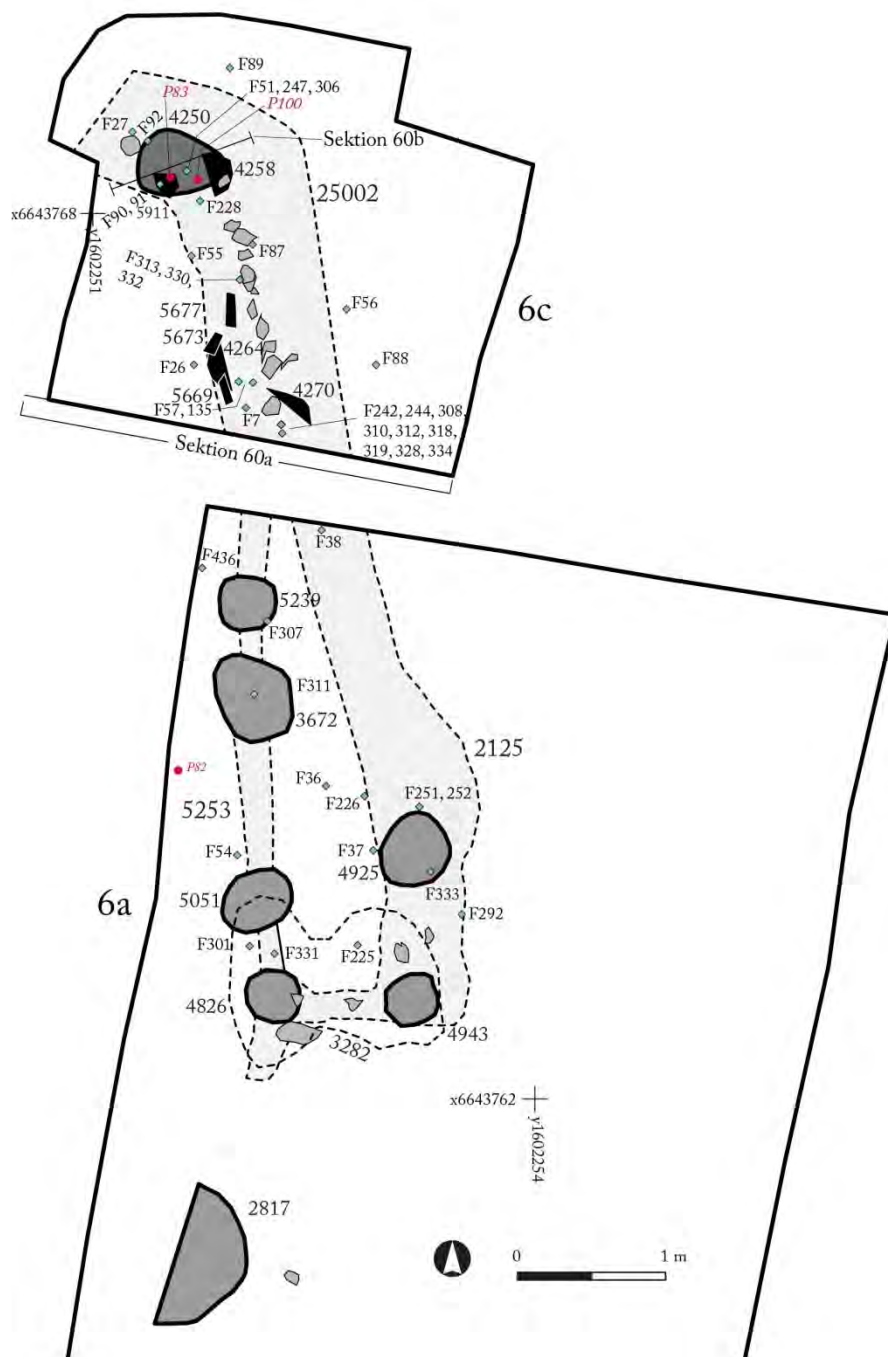 F89
F51, 247, 306
P83
P100
4250
F27
F92
Sektion 60b
4258
25002
F90, 91
5911
F228
x6643768
y1602251
F55
F87
F313, 330,
332
5677
F56
6c
5673
4264
F26
F88
5669
4270
F57, 135
F7
F242, 244, 308,
310, 312, 318,
319, 328, 334
Sektion 60a
F38
F436
5239
F307
F311
3672
2125
P82
F36
F226
F251, 252
5253
F54
F37
4925
F333
6a
5051
F292
F301
F331
F225
4826
4943
3282
x6643762
y1602254
2817
0
1 m